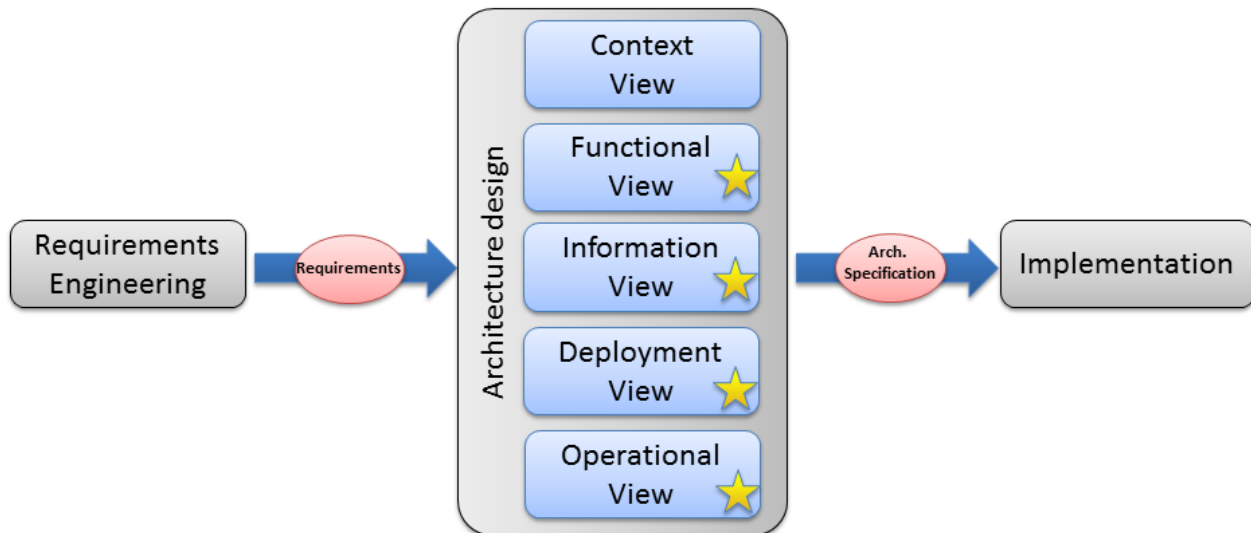 Requirements
Engineering
Requirements
Architecture design
Context
View
Functional
View
Information
View
Deployment
View
Operational
View
Arch.
Specification
Implementation